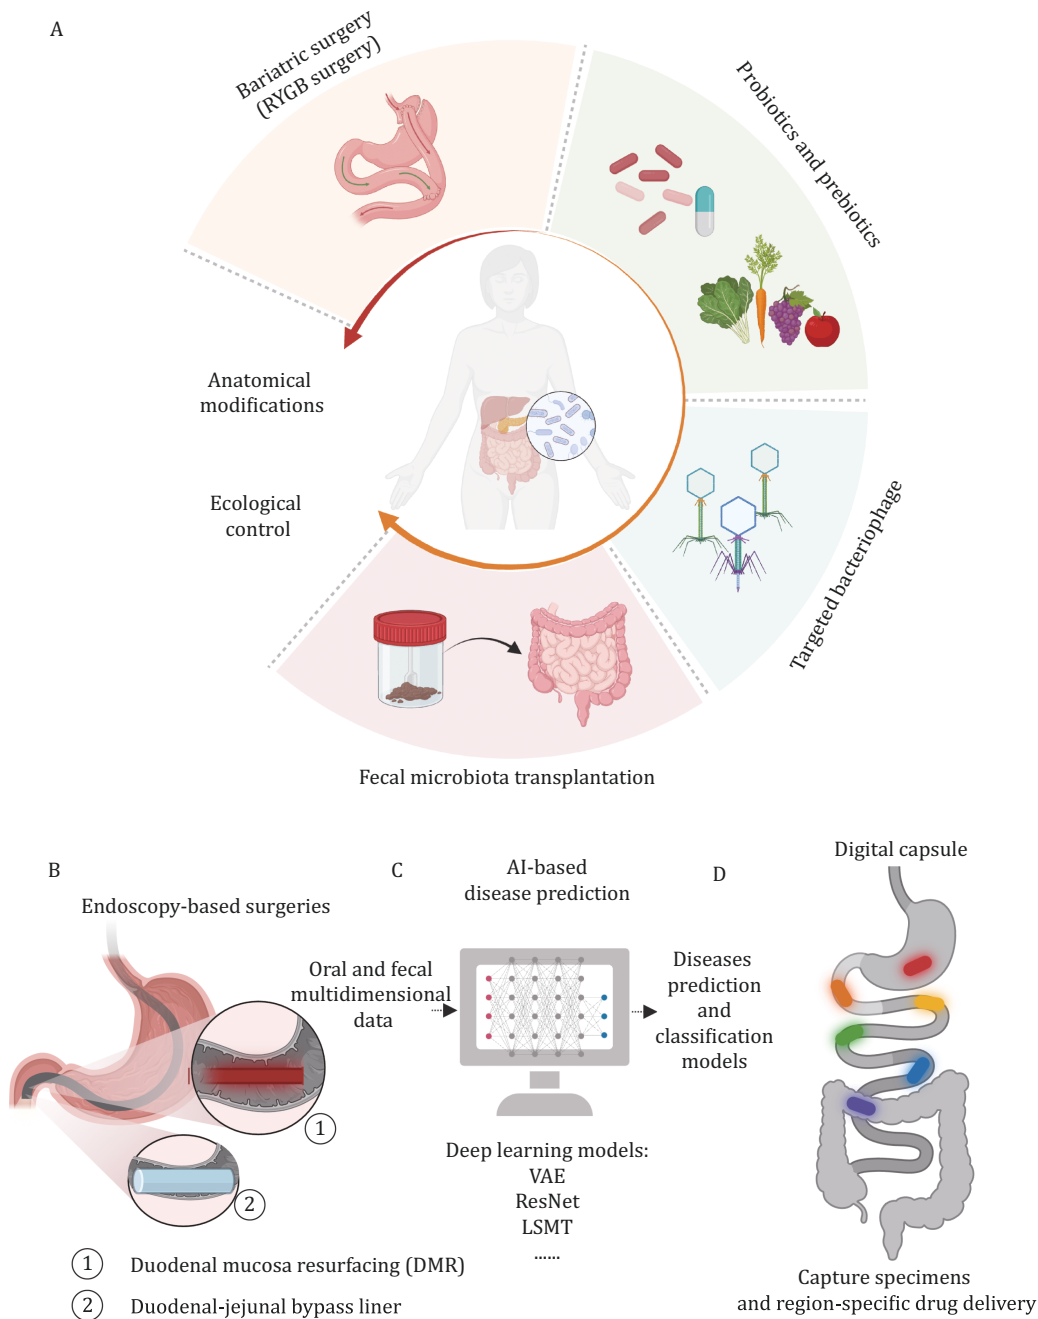 A
Bariatric surgery
(RYGB surgery)
Probiotics and prebiotics
Anatomical
modifications
Ecological
control
Targeted bacteriophage
Fecal microbiota transplantation
B
Endoscopy-based surgeries
1
2
1 Duodenal mucosa resurfacing (DMR)
2 Duodenal-jejunal bypass liner
C
AI-based
disease prediction
Oral and fecal
multidimensional
data
Diseases
prediction
and
classification
models
Deep learning models:
VAE
ResNet
LSMT
......
D
Digital capsule
Capture specimens
and region-specific drug delivery